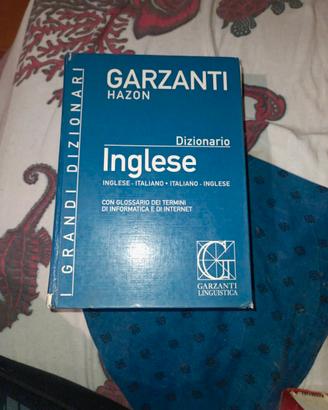 I GRANDI DIZIONARI
GARZANTI
HAZON
Dizionario
Inglese
INGLESE - ITALIANO • ITALIANO - INGLESE
CON GLOSSARIO DEI TERMINI
DI INFORMATICA E DI INTERNET
GARZANTI
LINGUISTICA